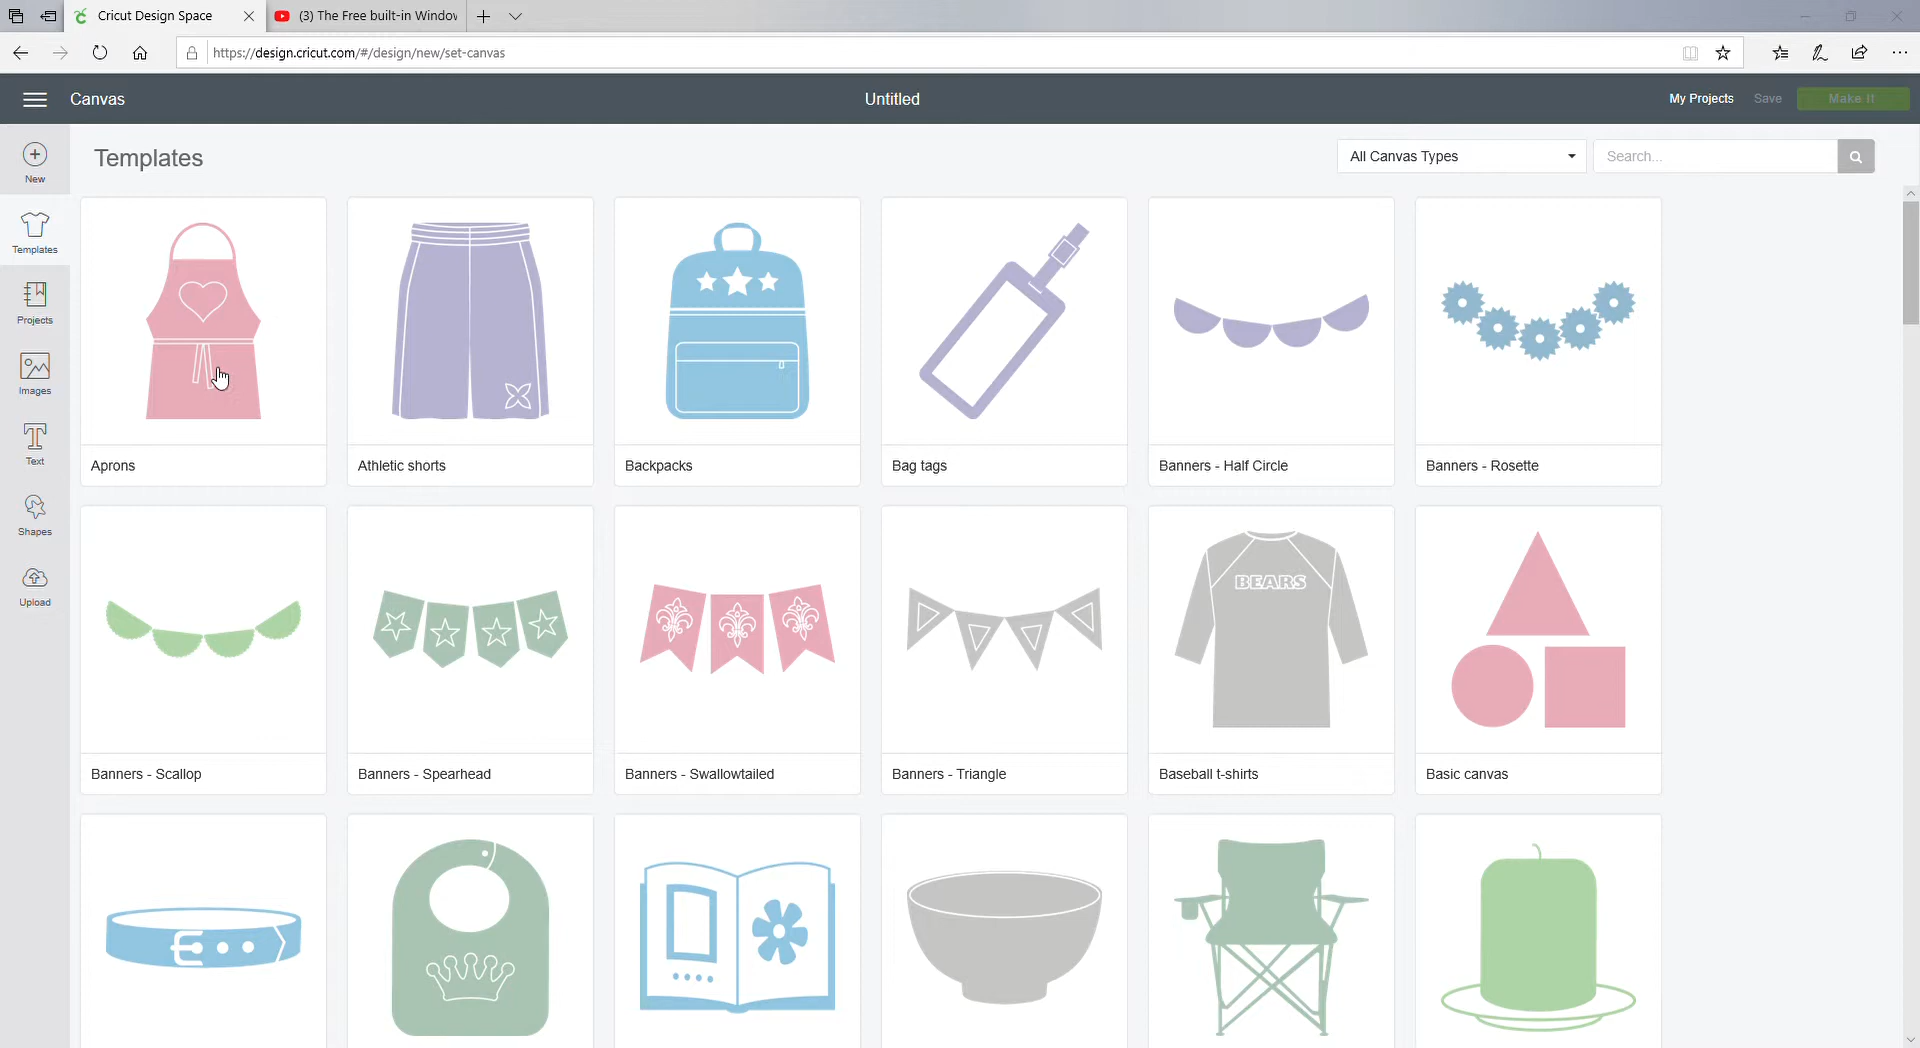 Cricut Design Space
(3) The Free built-in Window
https://design.cricut.com/#/design/new/set-canvas
Canvas
Untitled
My Projects
Save
Make It
New
Templates
Projects
Images
Text
Shapes
Upload
Templates
All Canvas Types
Search...
Aprons
Athletic shorts
Backpacks
Bag tags
Banners - Half Circle
Banners - Rosette
BEARS
Banners - Scallop
Banners - Spearhead
Banners - Swallowtailed
Banners - Triangle
Baseball t-shirts
Basic canvas